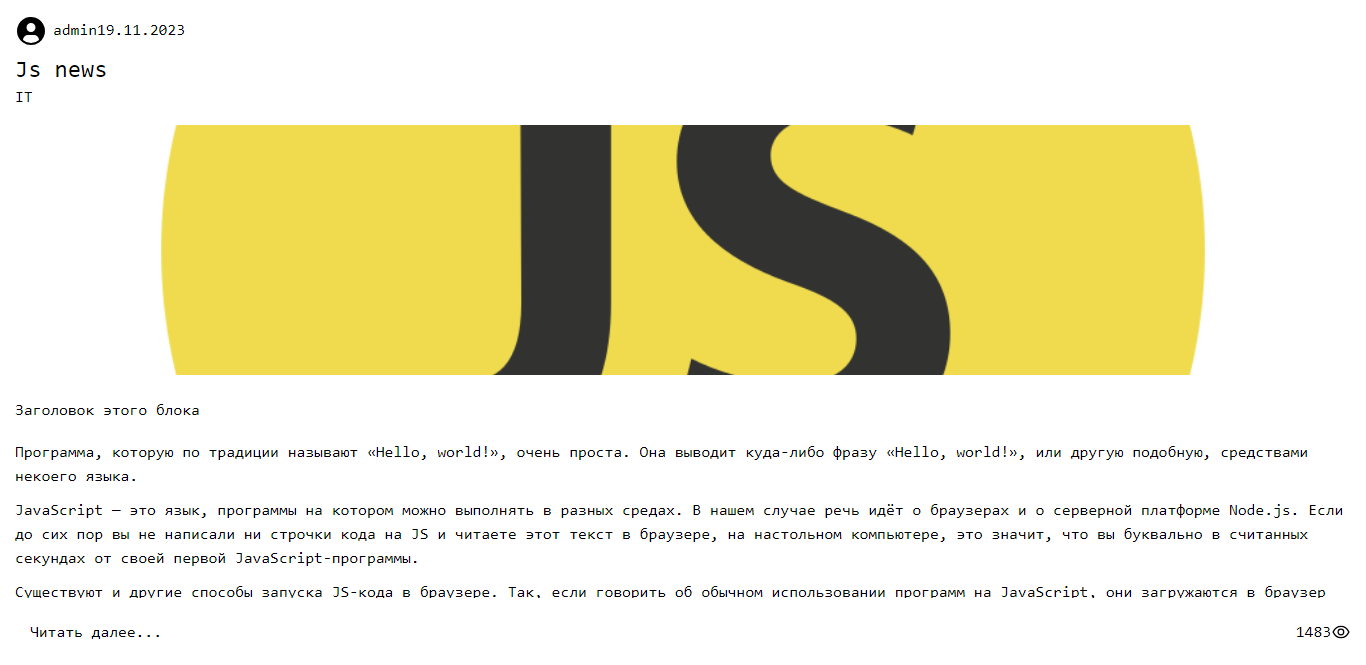 admin19.11.2023
Js news
IT
JS
Заголовок этого блока
Программа, которую по традиции называют «Hello, world!», очень проста. Она выводит куда-либо фразу «Hello, world!», или другую подобную, средствами
некоего языка.
JavaScript — это язык, программы на котором можно выполнять в разных средах. В нашем случае речь идёт о браузерах и о серверной платформе Node.js. Если
до сих пор вы не написали ни строчки кода на JS и читаете этот текст в браузере, на настольном компьютере, это значит, что вы буквально в считанных
секундах от своей первой JavaScript-программы.
Существуют и другие способы запуска JS-кода в браузере. Так, если говорить об обычном использовании программ на JavaScript, они загружаются в браузер
Читать далее...
1483